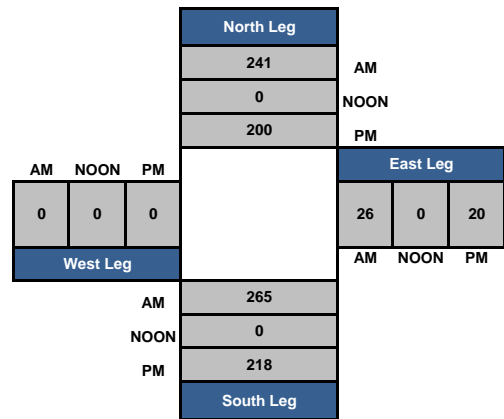 North Leg
241
AM
0
NOON
200
PM
AM NOON PM
East Leg
0 0 0
26 0 20
West Leg
AM NOON PM
AM
265
NOON
0
PM
218
South Leg